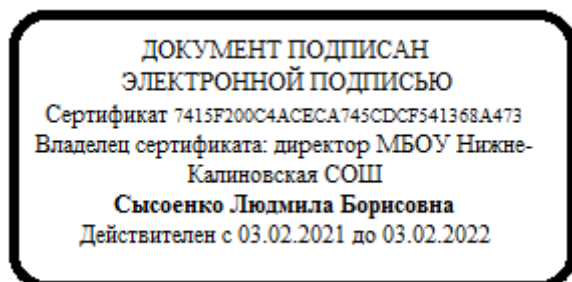 ДОКУМЕНТ ПОДПИСАН
ЭЛЕКТРОННОЙ ПОДПИСЬЮ
Сертификат 7415F200C4ACECA745CDCF541368A473
Владелец сертификата: директор МБОУ Нижне-
Калиновская СОШ
Сысоенко Людмила Борисовна
Действителен с 03.02.2021 до 03.02.2022